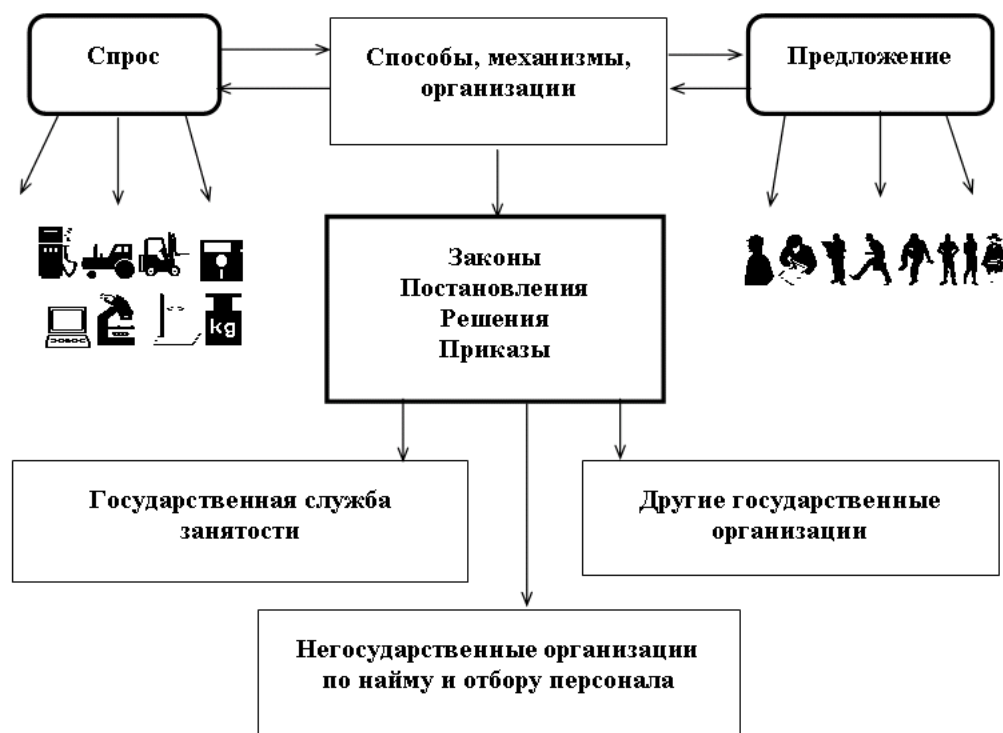 Спрос
Способы, механизмы,
организации
Предложение
kg
Законы
Постановления
Решения
Приказы
Государственная служба
занятости
Другие государственные
организации
Негосударственные организации
по найму и отбору персонала